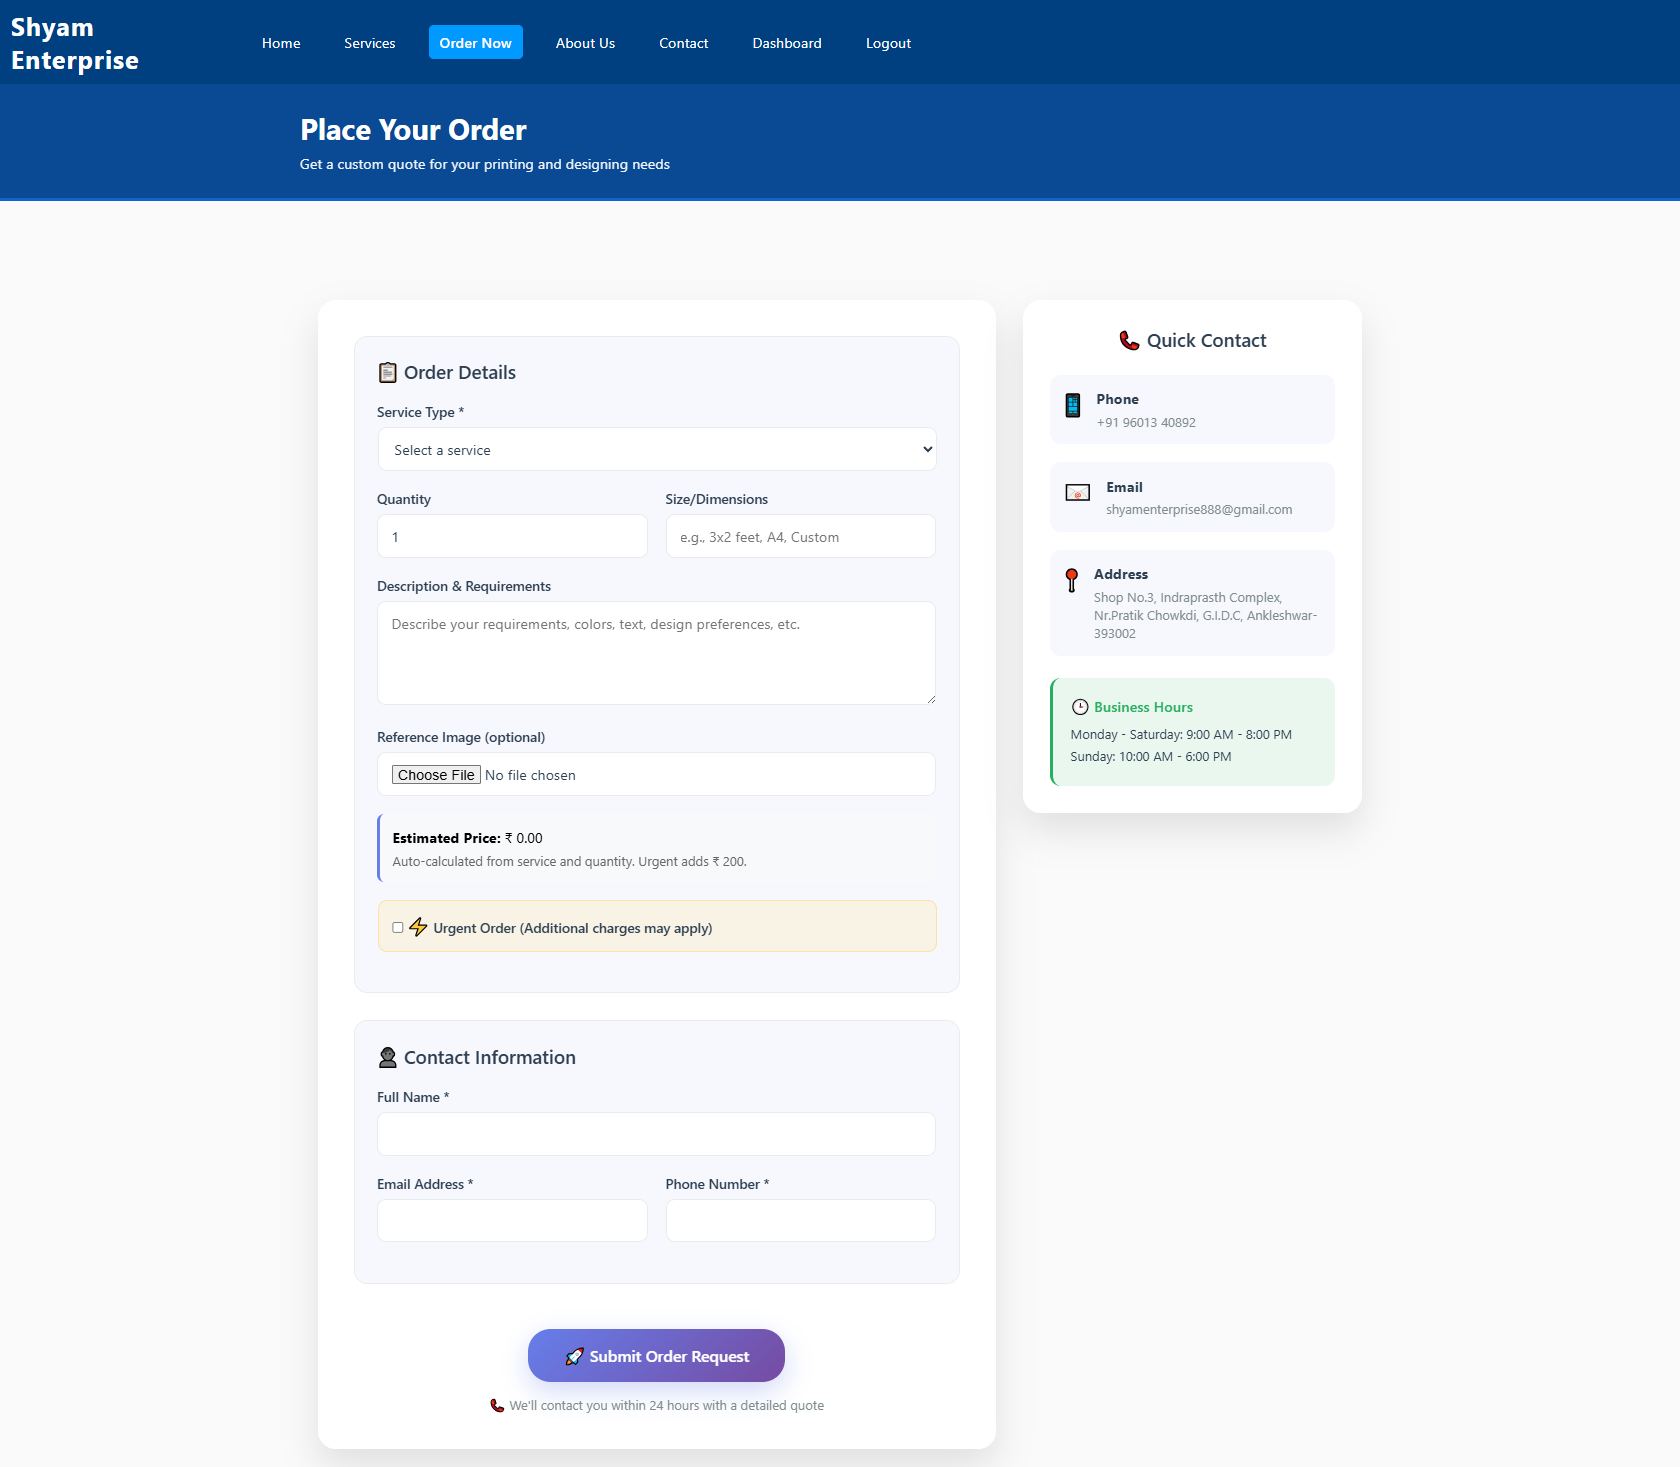 Shyam
Enterprise
Home
Services
Order Now
About Us
Contact
Dashboard
Logout
Place Your Order
Get a custom quote for your printing and designing needs
Order Details
Service Type *
Select a service
Quantity
Size/Dimensions
1
e.g., 3x2 feet, A4, Custom
Description & Requirements
Describe your requirements, colors, text, design preferences, etc.
Reference Image (optional)
Choose File No file chosen
Estimated Price: ₹ 0.00
Auto-calculated from service and quantity. Urgent adds ₹ 200.
Urgent Order (Additional charges may apply)
Contact Information
Full Name *
Email Address *
Phone Number *
Submit Order Request
We'll contact you within 24 hours with a detailed quote
Quick Contact
Phone
+91 96013 40892
Email
shyamenterprise888@gmail.com
Address
Shop No.3, Indraprasth Complex,
Nr.Pratik Chowkdi, G.I.D.C, Ankleshwar-
393002
Business Hours
Monday - Saturday: 9:00 AM - 8:00 PM
Sunday: 10:00 AM - 6:00 PM